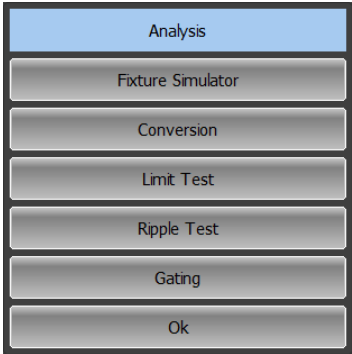 Analysis
Fixture Simulator
Conversion
Limit Test
Ripple Test
Gating
Ok